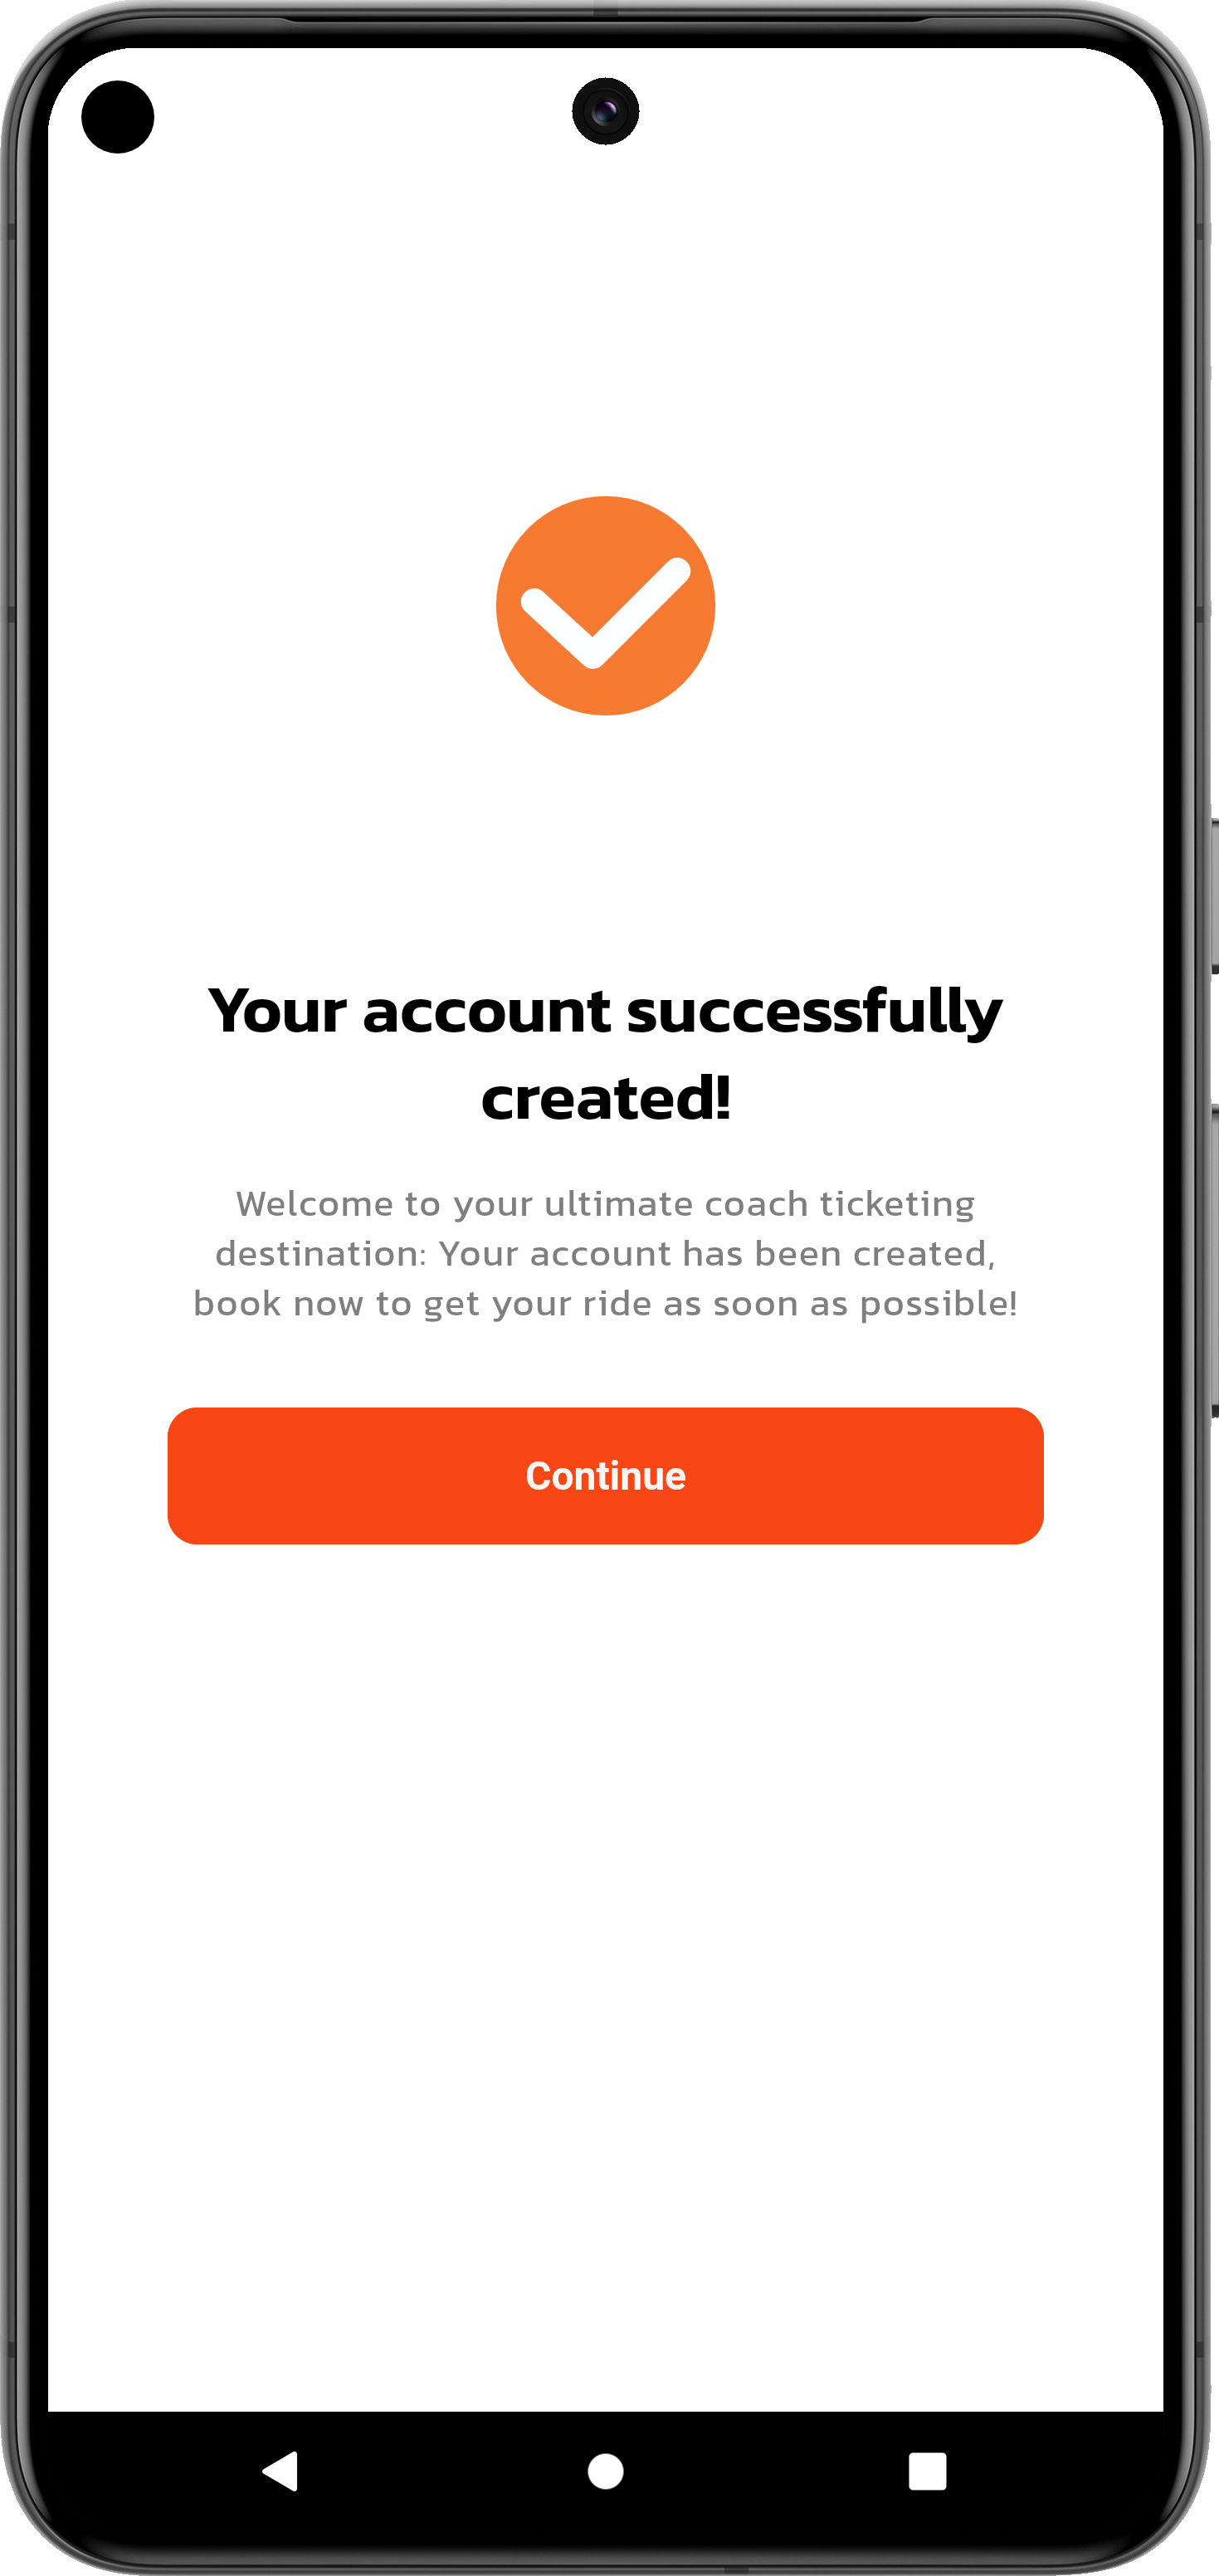 Your account successfully
created!
Welcome to your ultimate coach ticketing
destination: Your account has been created,
book now to get your ride as soon as possible!
Continue